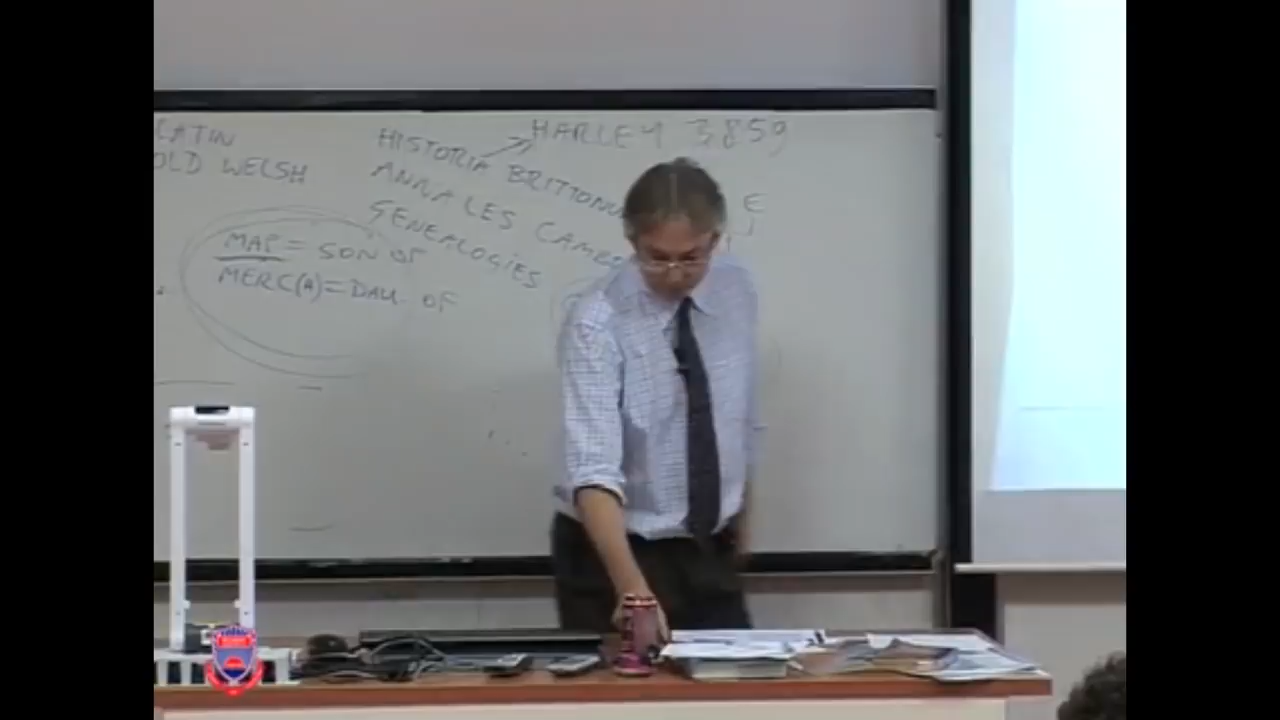 LATIN
OLD WELSH
MAP = SON OF
MERC(A) = DAU. OF
HARLEY 3859
HISTORIA BRITTONU
ANNALES CAMB
GENEALOGIES
E